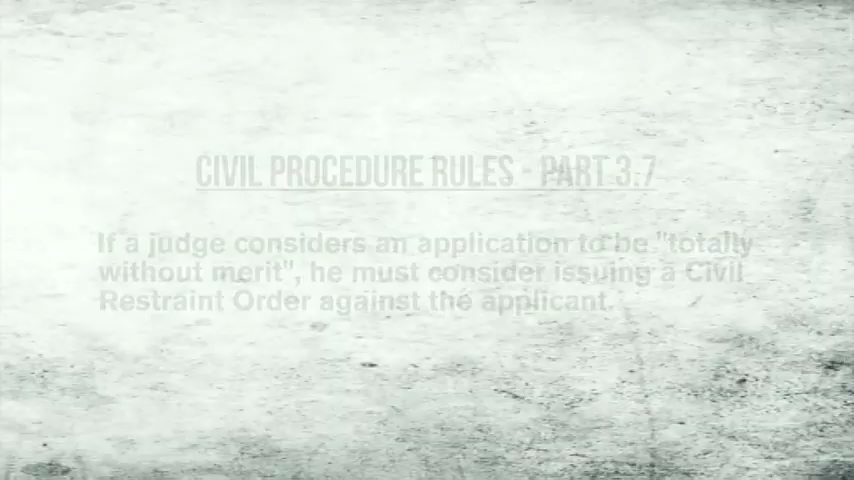 CIVIL PROCEDURE RULES - PART 3.7
If a judge considers an application to be "totally
without merit", he must consider issuing a Civil
Restraint Order against the applicant.